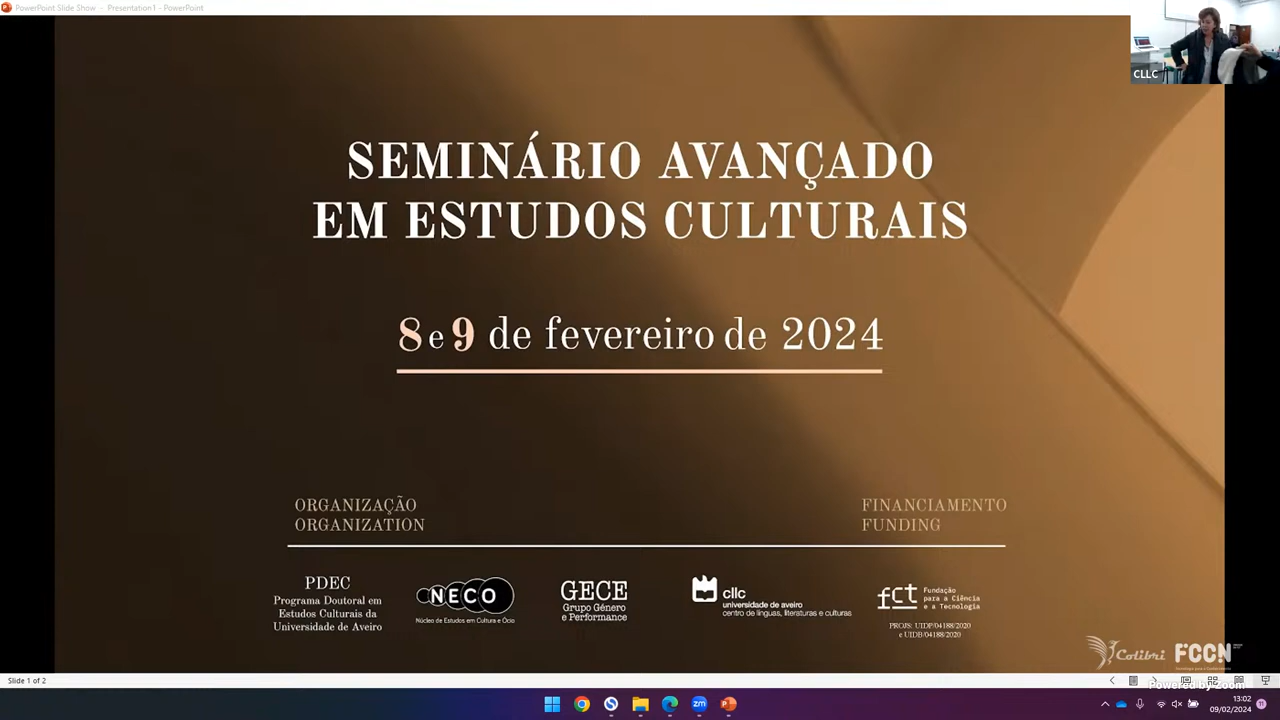 PowerPoint Slide Show - Presentation1 - PowerPoint
CLLC
SEMINÁRIO AVANÇADO
EM ESTUDOS CULTURAIS
8 e 9 de fevereiro de 2024
ORGANIZAÇÃO
ORGANIZATION
FINANCIAMENTO
FUNDING
PDEC
Programa Doutoral em
Estudos Culturais da
Universidade de Aveiro
NECO
Núcleo de Estudos em Cultura e Ócio
GECE
Grupo Género
e Performance
cllc
universidade de aveiro
centro de línguas, literaturas e culturas
fct
Fundação
para a Ciência
e a Tecnologia
PROJS: UIDP/04188/2020
e UIDB/04188/2020
Colibri
FCCN
Slide 1 of 2
Powered by Zoom
zm
13:02
09/02/2024